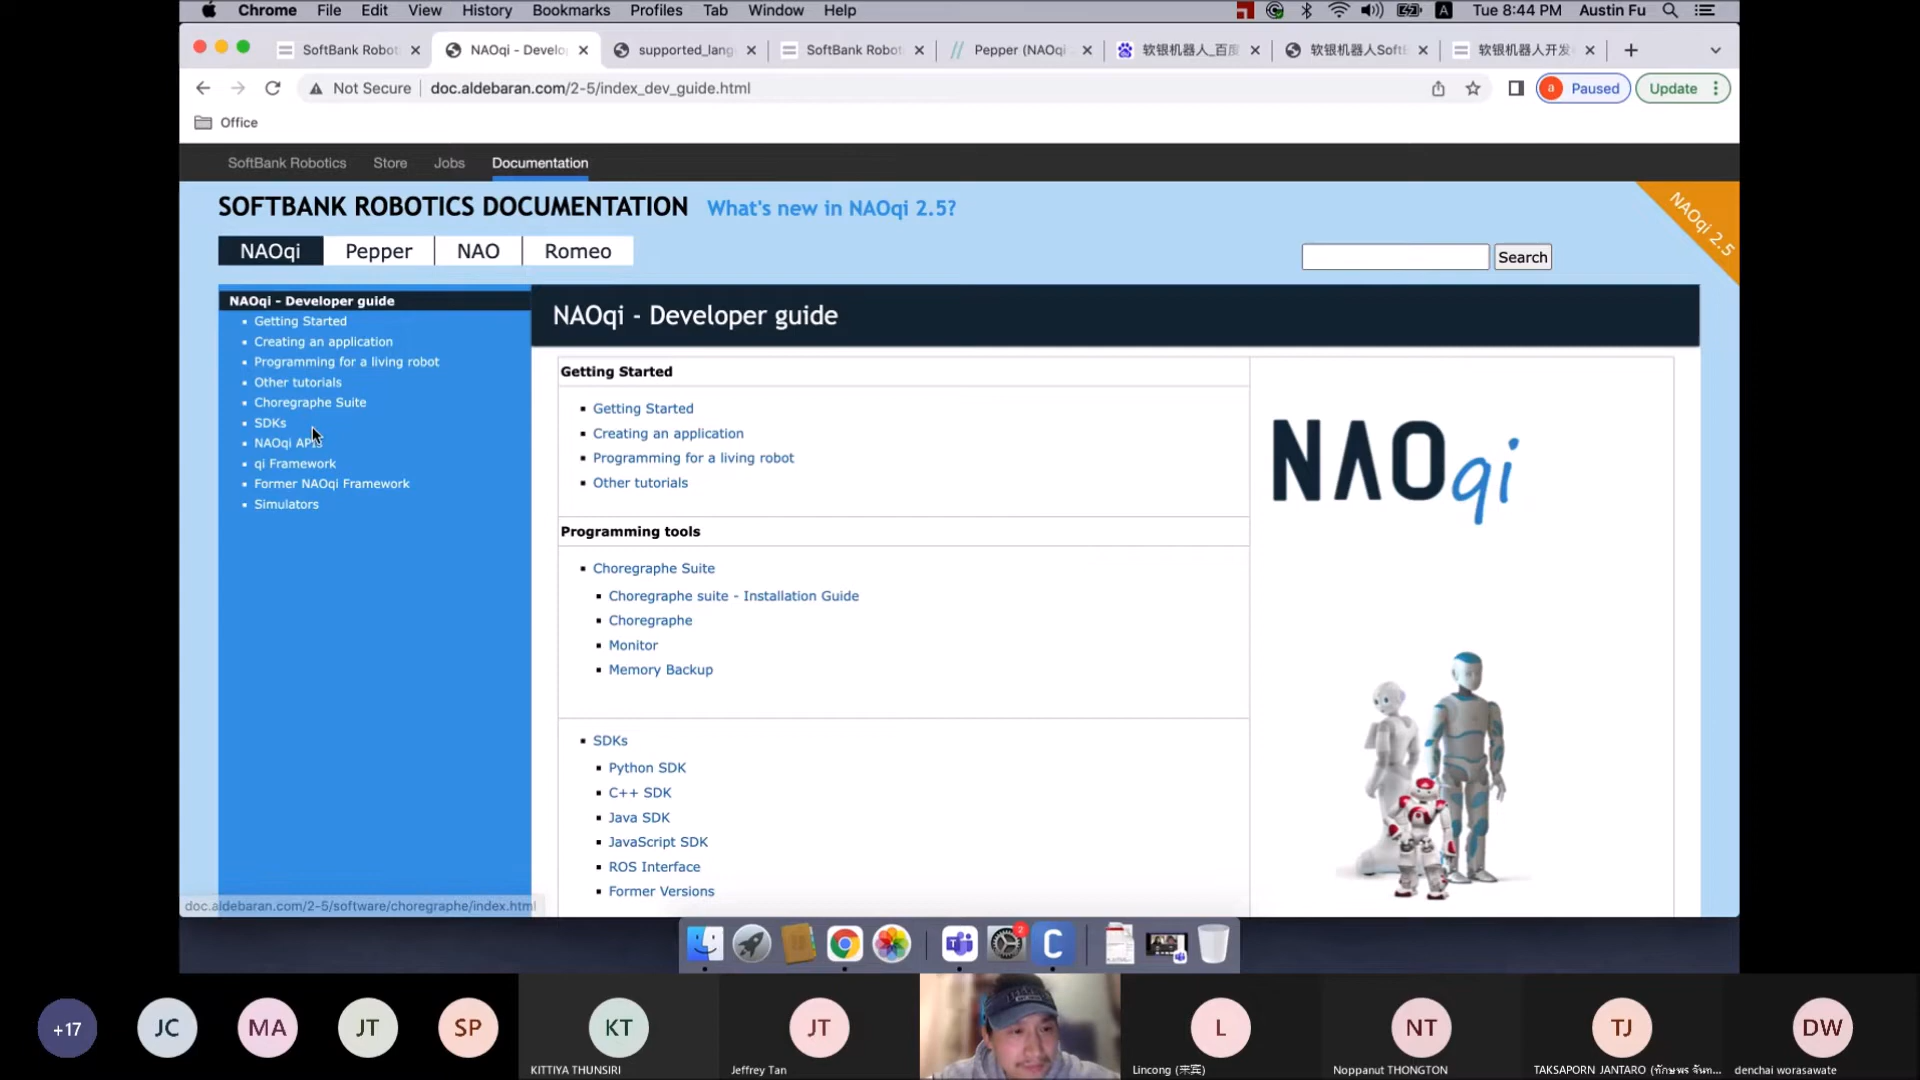 Chrome File Edit View History Bookmarks Profiles Tab Window Help A Tue 8:44 PM Austin Fu
SoftBank Robot NAOqi - Develo supported_lang SoftBank Robot Pepper (NAOqi 软银机器人_百度 软银机器人Soft 软银机器人开发
Not Secure doc.aldebaran.com/2-5/index_dev_guide.html a Paused Update
Office
SoftBank Robotics Store Jobs Documentation
SOFTBANK ROBOTICS DOCUMENTATION What's new in NAOqi 2.5?
NAOqi 2.5
NAOqi Pepper NAO Romeo Search
NAOqi - Developer guide
Getting Started
Creating an application
Programming for a living robot
Other tutorials
Choregraphe Suite
SDKs
NAOqi APIs
qi Framework
Former NAOqi Framework
Simulators
NAOqi - Developer guide
Getting Started
Getting Started
Creating an application
Programming for a living robot
Other tutorials
Programming tools
Choregraphe Suite
Choregraphe suite - Installation Guide
Choregraphe
Monitor
Memory Backup
SDKs
Python SDK
C++ SDK
Java SDK
JavaScript SDK
ROS Interface
Former Versions
NAOqi
doc.aldebaran.com/2-5/software/choregraphe/index.html
2
C
+17 JC MA JT SP KT JT L NT TJ DW
KITTIYA THUNSIRI Jeffrey Tan Lincong Noppanut THONGTON TAKSAPORN JANTARO denchai worasawate